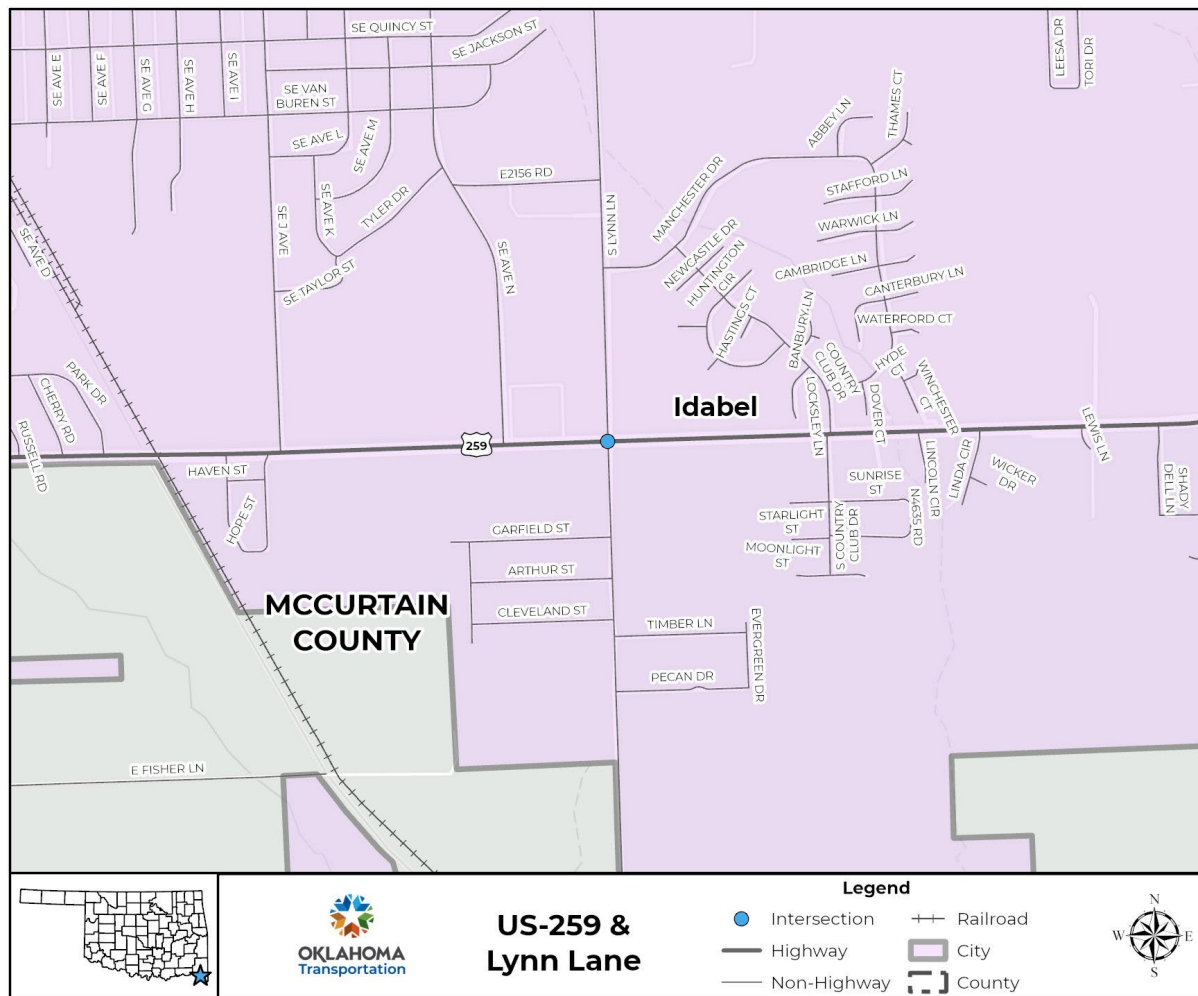 SE QUINCY ST
SE JACKSON ST
SE AVE E
SE AVE F
SE AVE G
SE AVE H
SE AVE I
LEESA DR
TORI DR
SE VAN
BUREN ST
SE AVE L
SE AVE M
ABBEY LN
THAMES CT
E2156 RD
STAFFORD LN
SE AVE K
TYLER DR
SE J AVE
S LYNN LN
MANCHESTER DR
WARWICK LN
SE AVE D
SE AVE N
NEWCASTLE DR
HUNTINGTON
CIR
CAMBRIDGE LN
CANTERBURY LN
SE TAYLOR ST
HASTINGS CT
BANBURY LN
WATERFORD CT
PARK DR
CHERRY RD
RUSSELL RD
COUNTRY
CLUB DR
HYDE
CT
WINCHESTER
CT
Idabel
LOCKSLEY LN
DOVER CT
LEWIS LN
259
HAVEN ST
HOPE ST
SUNRISE
ST
LINCOLN CIR
LINDA CIR
WICKER
DR
SHADY
DELL LN
N4635 RD
STARLIGHT
ST
S COUNTRY
CLUB DR
GARFIELD ST
MOONLIGHT
ST
ARTHUR ST
MCCURTAIN
COUNTY
CLEVELAND ST
TIMBER LN
EVERGREEN DR
PECAN DR
E FISHER LN
OKLAHOMA
Transportation
US-259 &
Lynn Lane
Legend
Intersection
Railroad
Highway
City
Non-Highway
County
N
W
E
S